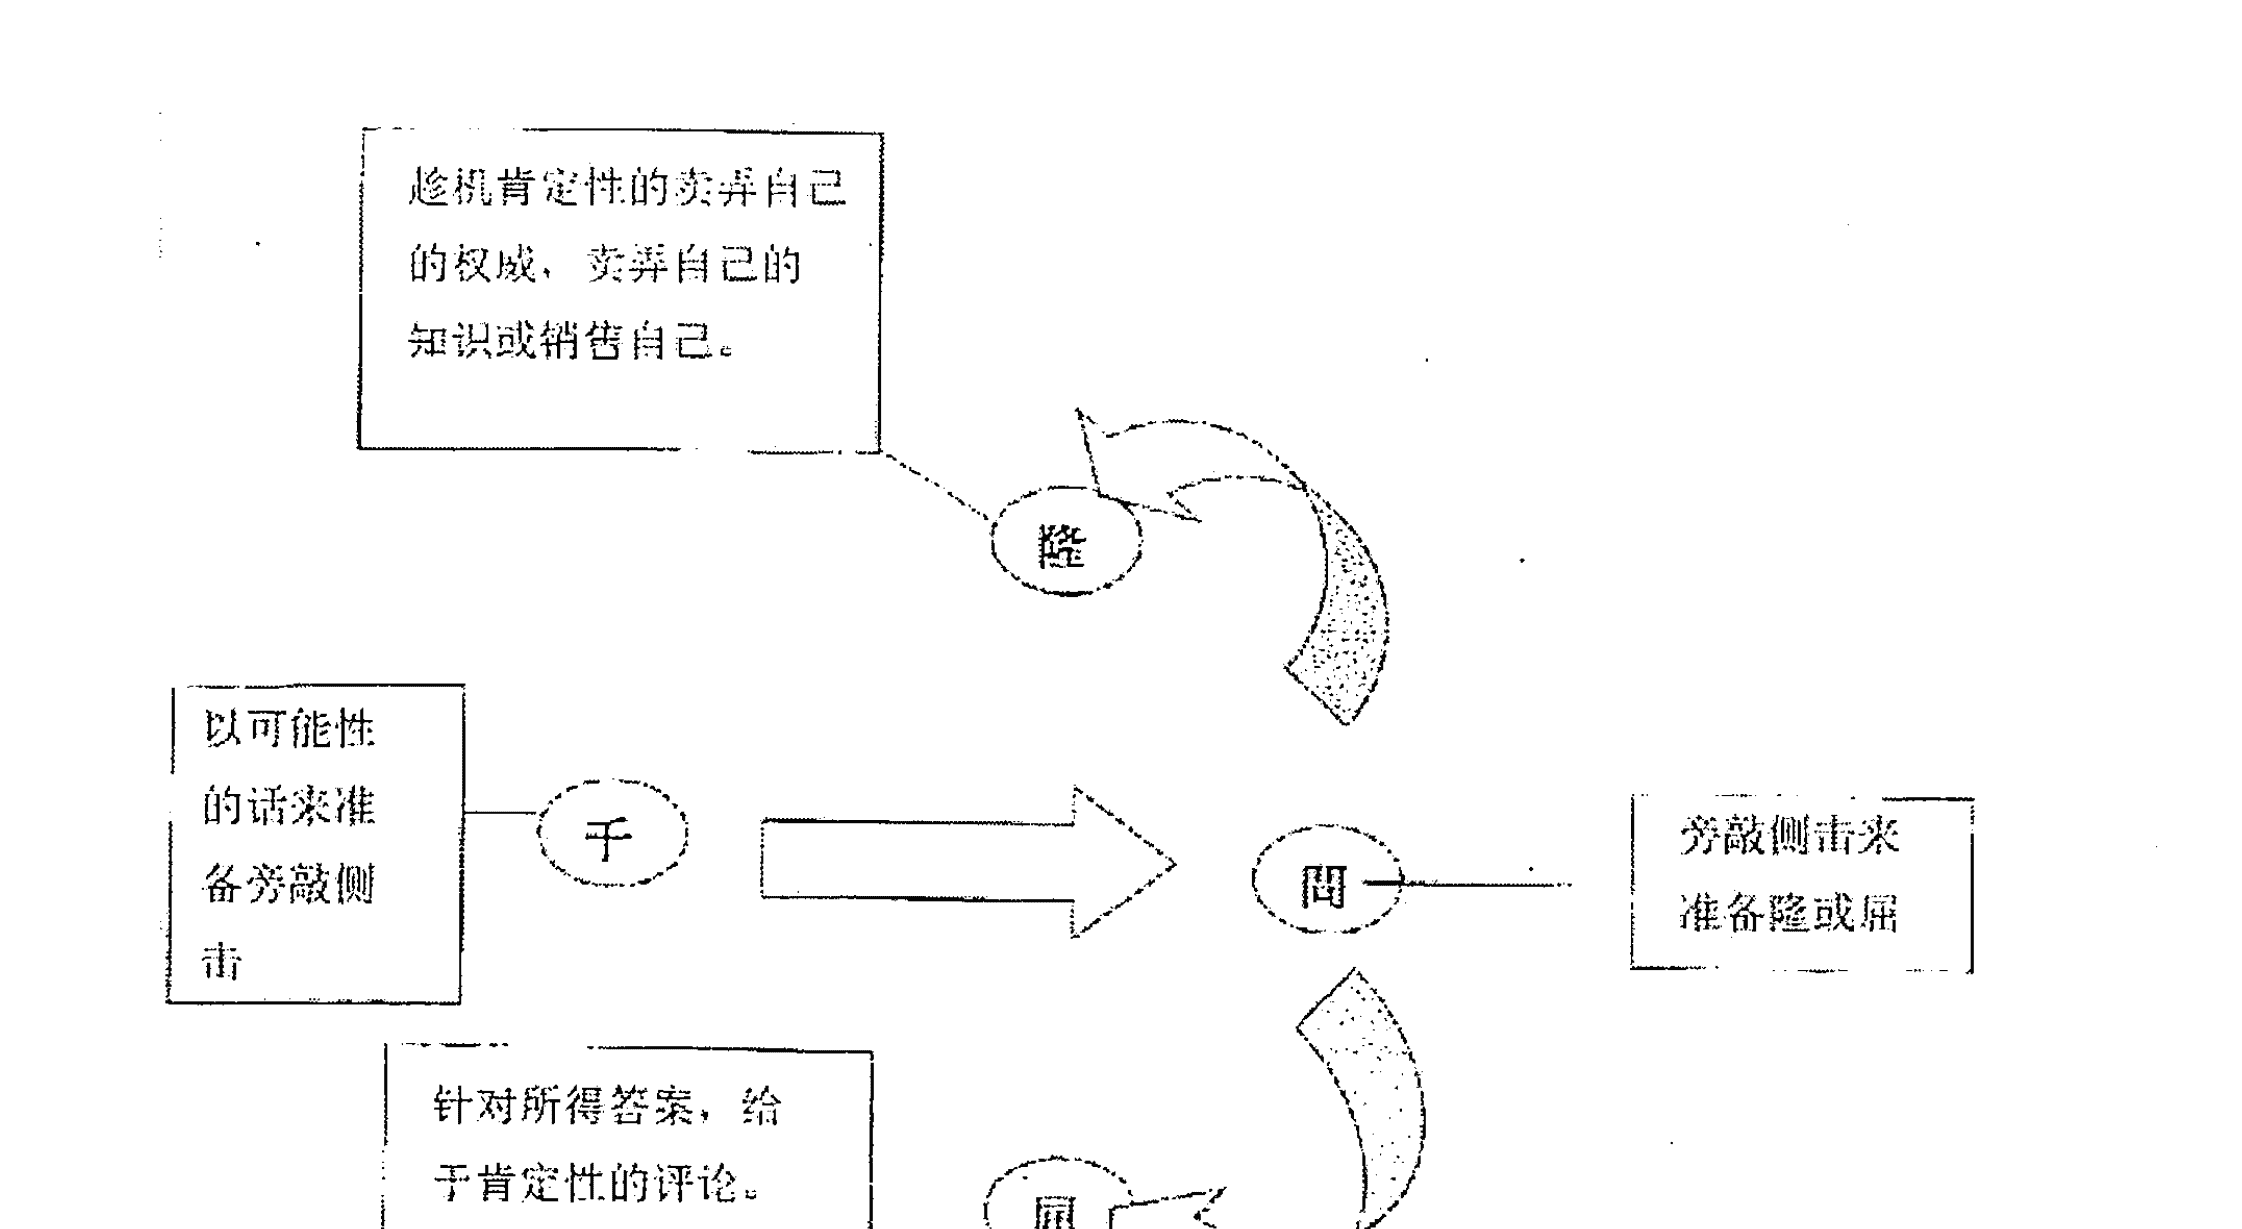 趁机肯定性的卖弄自己
的权威、卖弄自己的
知识或销售自己。
隆
以可能性
的话来准
备旁敲侧
击
千
問
旁敲侧击来
准备隆或屈
针对所得答案，给
于肯定性的评论。
屈